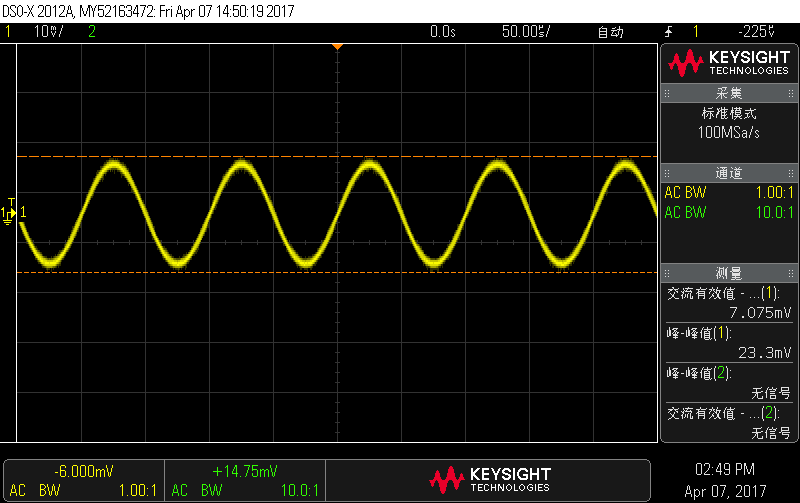 DSO-X 2012A, MY52163472: Fri Apr 07 14:50:19 2017
1 10mV/ 2 0.0s 50.00us/ 自动 1 -225uV
KEYSIGHT
TECHNOLOGIES
采集
标准模式
100MSa/s
通道
AC BW 1.00:1
AC BW 10.0:1
T
1 1
测量
交流有效值 - ...(1):
7.075mV
峰-峰值(1):
23.3mV
峰-峰值(2):
无信号
交流有效值 - ...(2):
无信号
-6.000mV
AC BW 1.00:1
+14.75mV
AC BW 10.0:1
KEYSIGHT
TECHNOLOGIES
02:49 PM
Apr 07, 2017